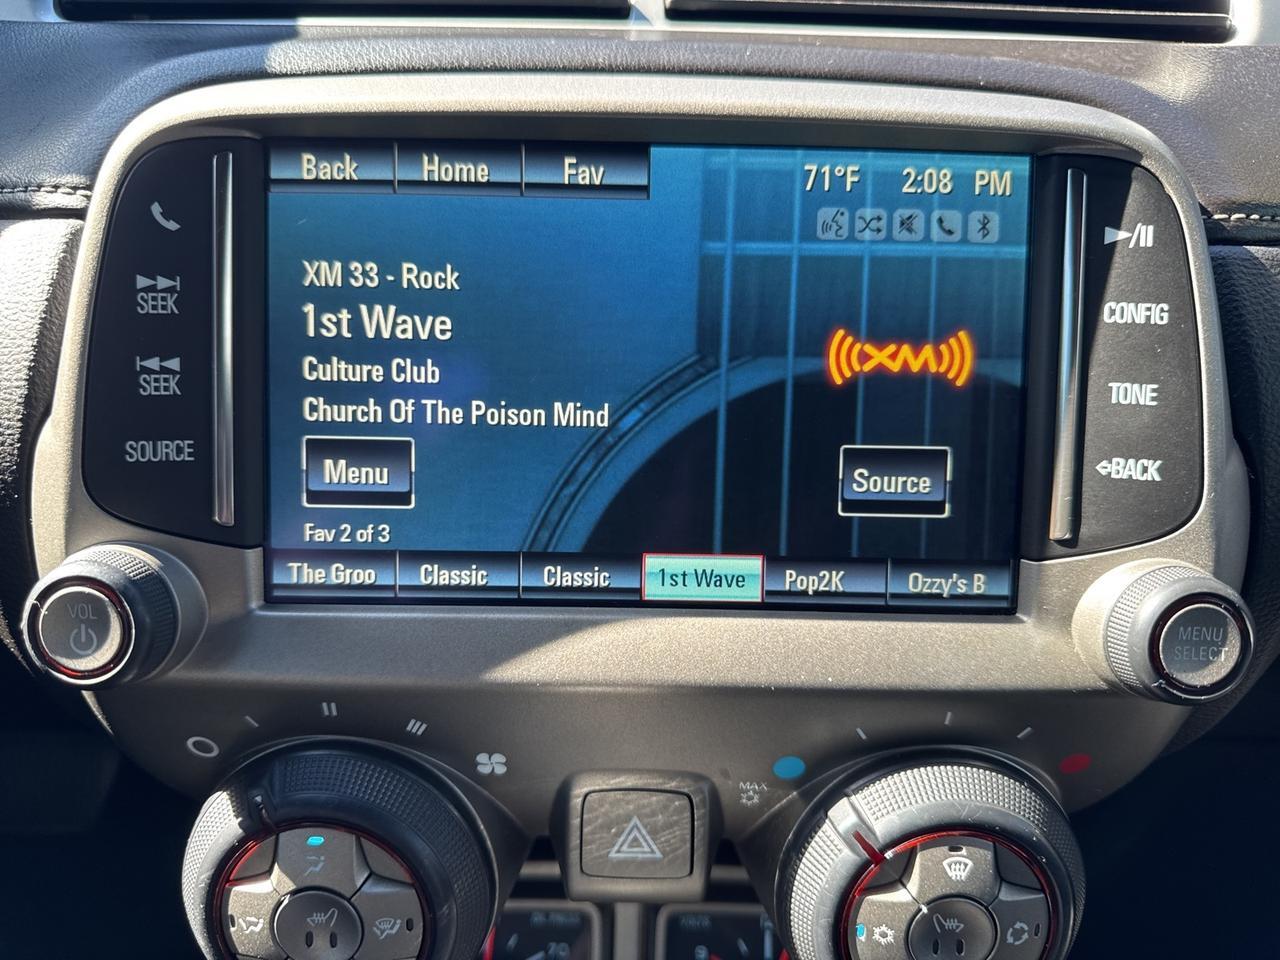 Back Home Fav
71°F 2:08 PM
XM 33 - Rock
1st Wave
Culture Club
Church Of The Poison Mind
XM
Menu
Source
Fav 2 of 3
The Groo Classic Classic 1st Wave Pop2K Ozzy's B
SEEK
SEEK
SOURCE
CONFIG
TONE
BACK
VOL
MENU
SELECT
MAX